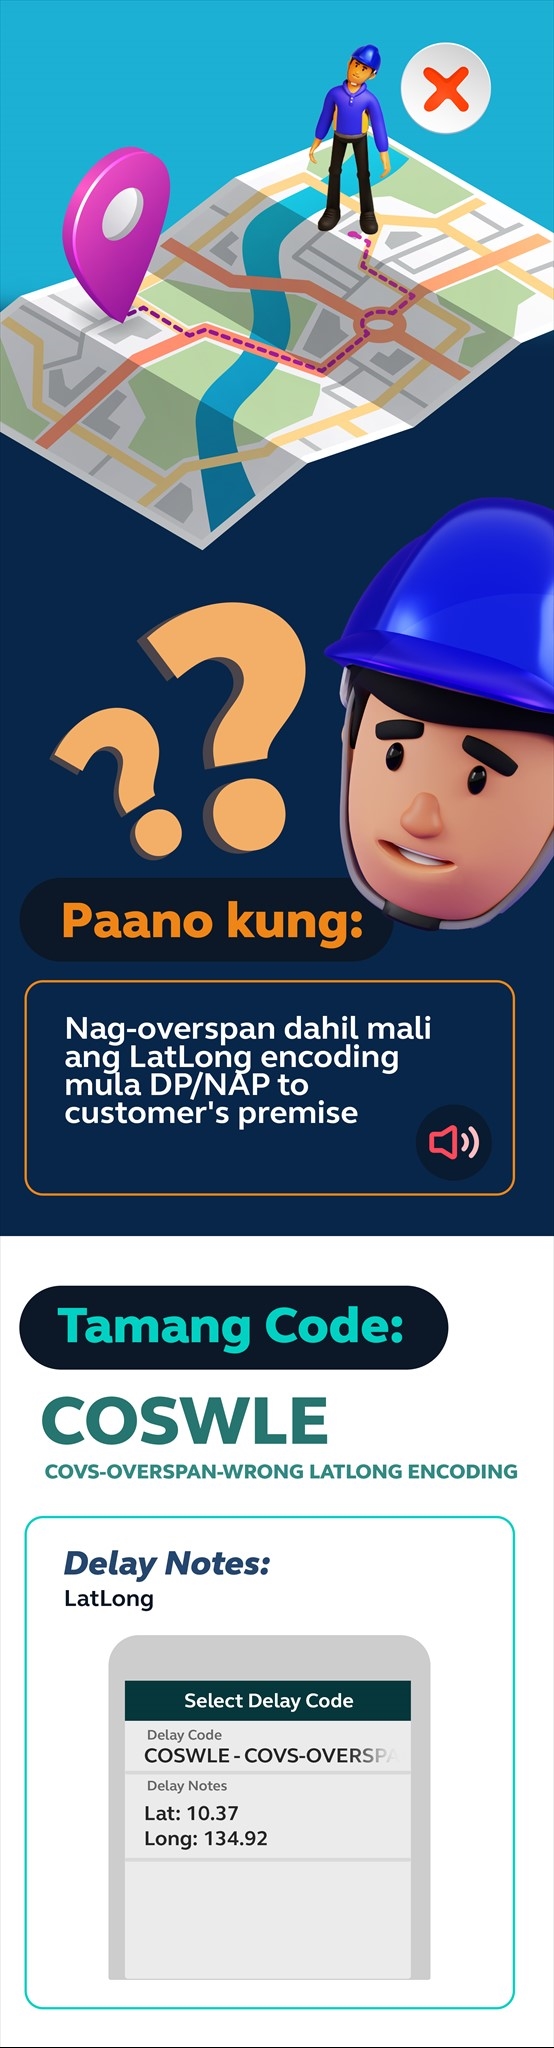 Paano kung:
Nag-overspan dahil mali
ang LatLong encoding
mula DP/NAP to
customer's premise
Tamang Code:
COSWLE
COVS-OVERSPAN-WRONG LATLONG ENCODING
Delay Notes:
LatLong
Select Delay Code
Delay Code
COSWLE - COVS-OVERSPA
Delay Notes
Lat: 10.37
Long: 134.92